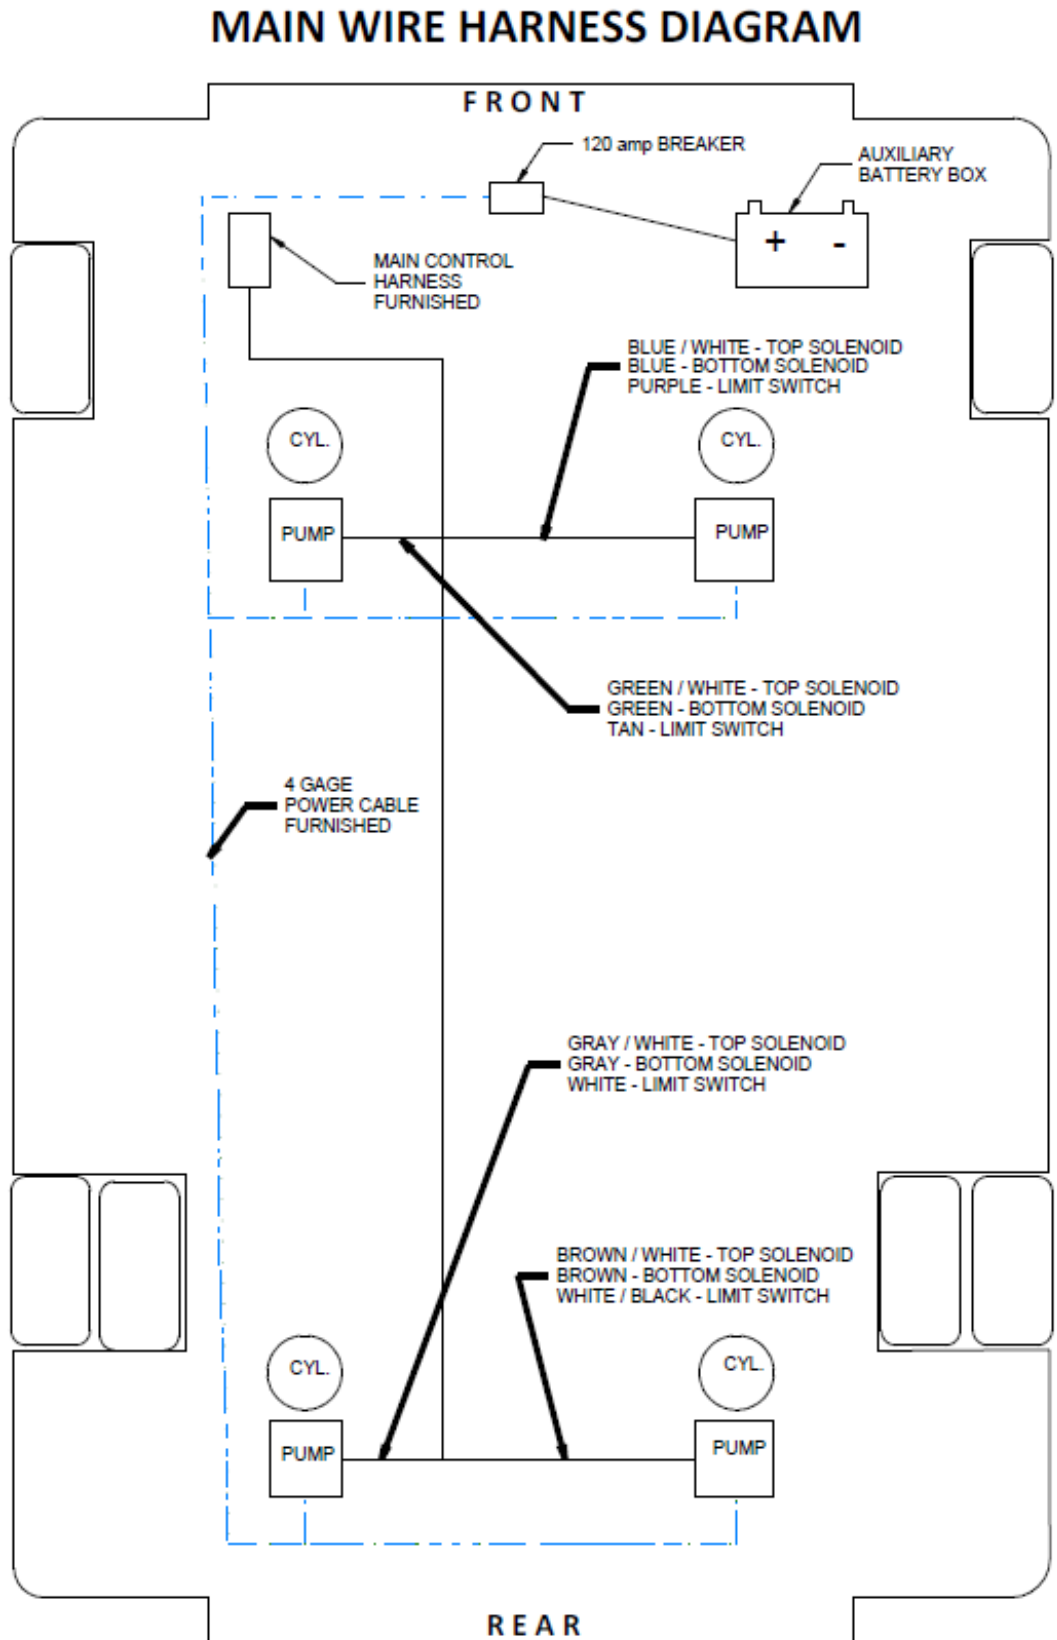 MAIN WIRE HARNESS DIAGRAM
FRONT
120 amp BREAKER
AUXILIARY
BATTERY BOX
+ -
MAIN CONTROL
HARNESS
FURNISHED
BLUE / WHITE - TOP SOLENOID
BLUE - BOTTOM SOLENOID
PURPLE - LIMIT SWITCH
CYL.
CYL.
PUMP
PUMP
GREEN / WHITE - TOP SOLENOID
GREEN - BOTTOM SOLENOID
TAN - LIMIT SWITCH
4 GAGE
POWER CABLE
FURNISHED
GRAY / WHITE - TOP SOLENOID
GRAY - BOTTOM SOLENOID
WHITE - LIMIT SWITCH
BROWN / WHITE - TOP SOLENOID
BROWN - BOTTOM SOLENOID
WHITE / BLACK - LIMIT SWITCH
CYL.
CYL.
PUMP
PUMP
REAR